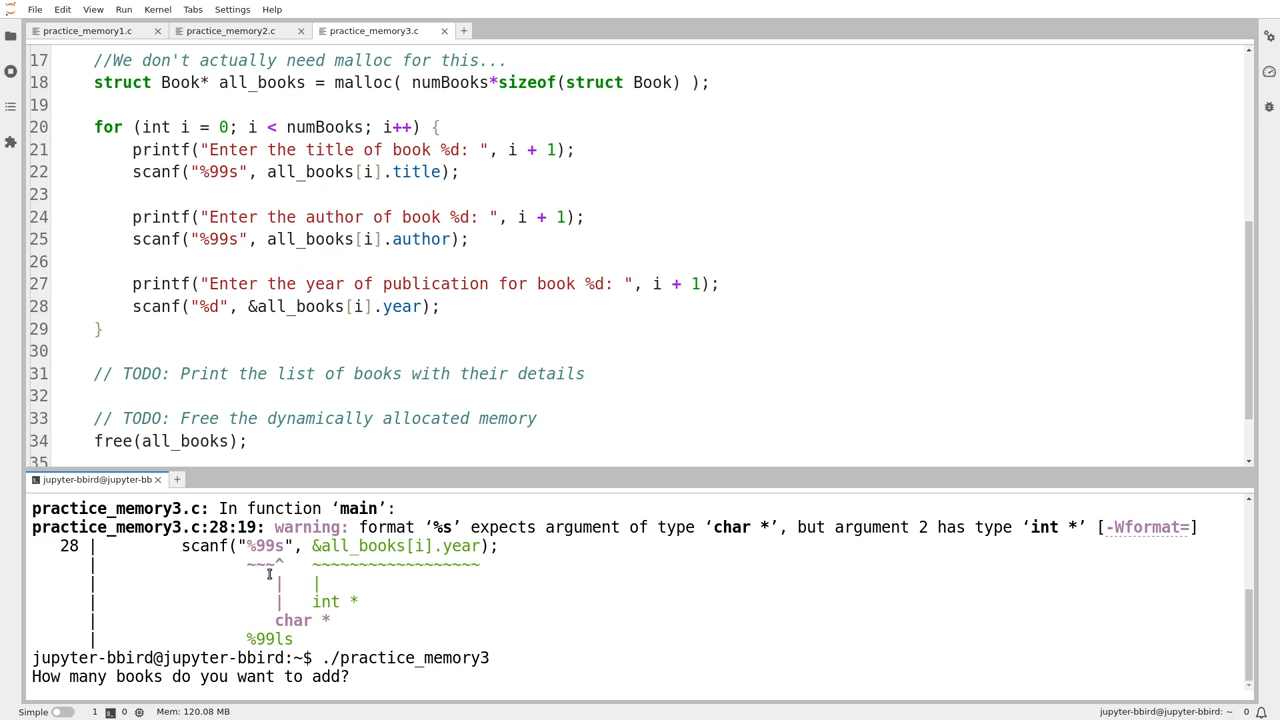 File Edit View Run Kernel Tabs Settings Help
practice_memory1.c practice_memory2.c practice_memory3.c
17 //We don't actually need malloc for this...
18 struct Book* all_books = malloc( numBooks*sizeof(struct Book) );
19
20 for (int i = 0; i < numBooks; i++) {
21 printf("Enter the title of book %d: ", i + 1);
22 scanf("%99s", all_books[i].title);
23
24 printf("Enter the author of book %d: ", i + 1);
25 scanf("%99s", all_books[i].author);
26
27 printf("Enter the year of publication for book %d: ", i + 1);
28 scanf("%d", &all_books[i].year);
29 }
30
31 // TODO: Print the list of books with their details
32
33 // TODO: Free the dynamically allocated memory
34 free(all_books);
35
jupyter-bbird@jupyter-bb
practice_memory3.c: In function ‘main’:
practice_memory3.c:28:19: warning: format ‘%s’ expects argument of type ‘char *’, but argument 2 has type ‘int *’ [-Wformat=]
28 | scanf("%99s", &all_books[i].year);
| ~~~^ ~~~~~~~~~~~~~~~~~~
| | |
| | int *
| char *
| %99ls
jupyter-bbird@jupyter-bbird:~$ ./practice_memory3
How many books do you want to add?
Simple 1 0 Mem: 120.08 MB jupyter-bbird@jupyter-bbird: ~ 0